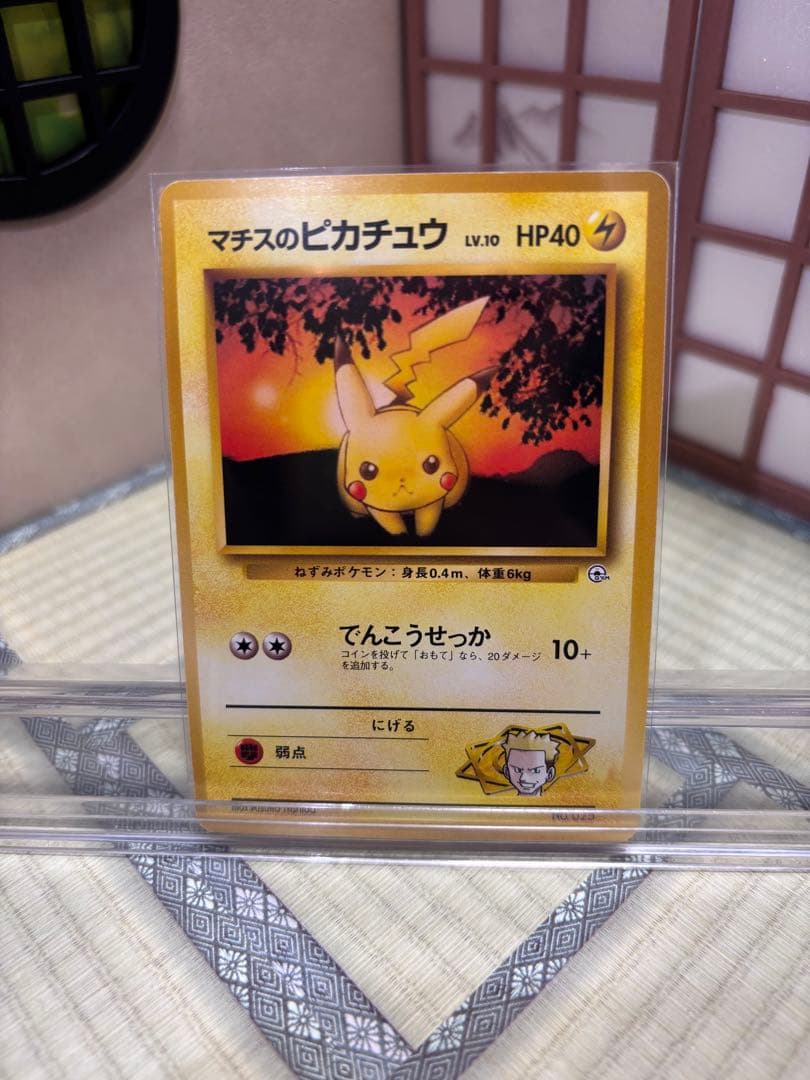 マチスのピカチュウ LV.10 HP40
ねずみポケモン：身長0.4m、体重6kg
でんこうせっか 10+
コインを投げて「おもて」なら、20ダメージ
を追加する。
にげる
弱点
No. 025